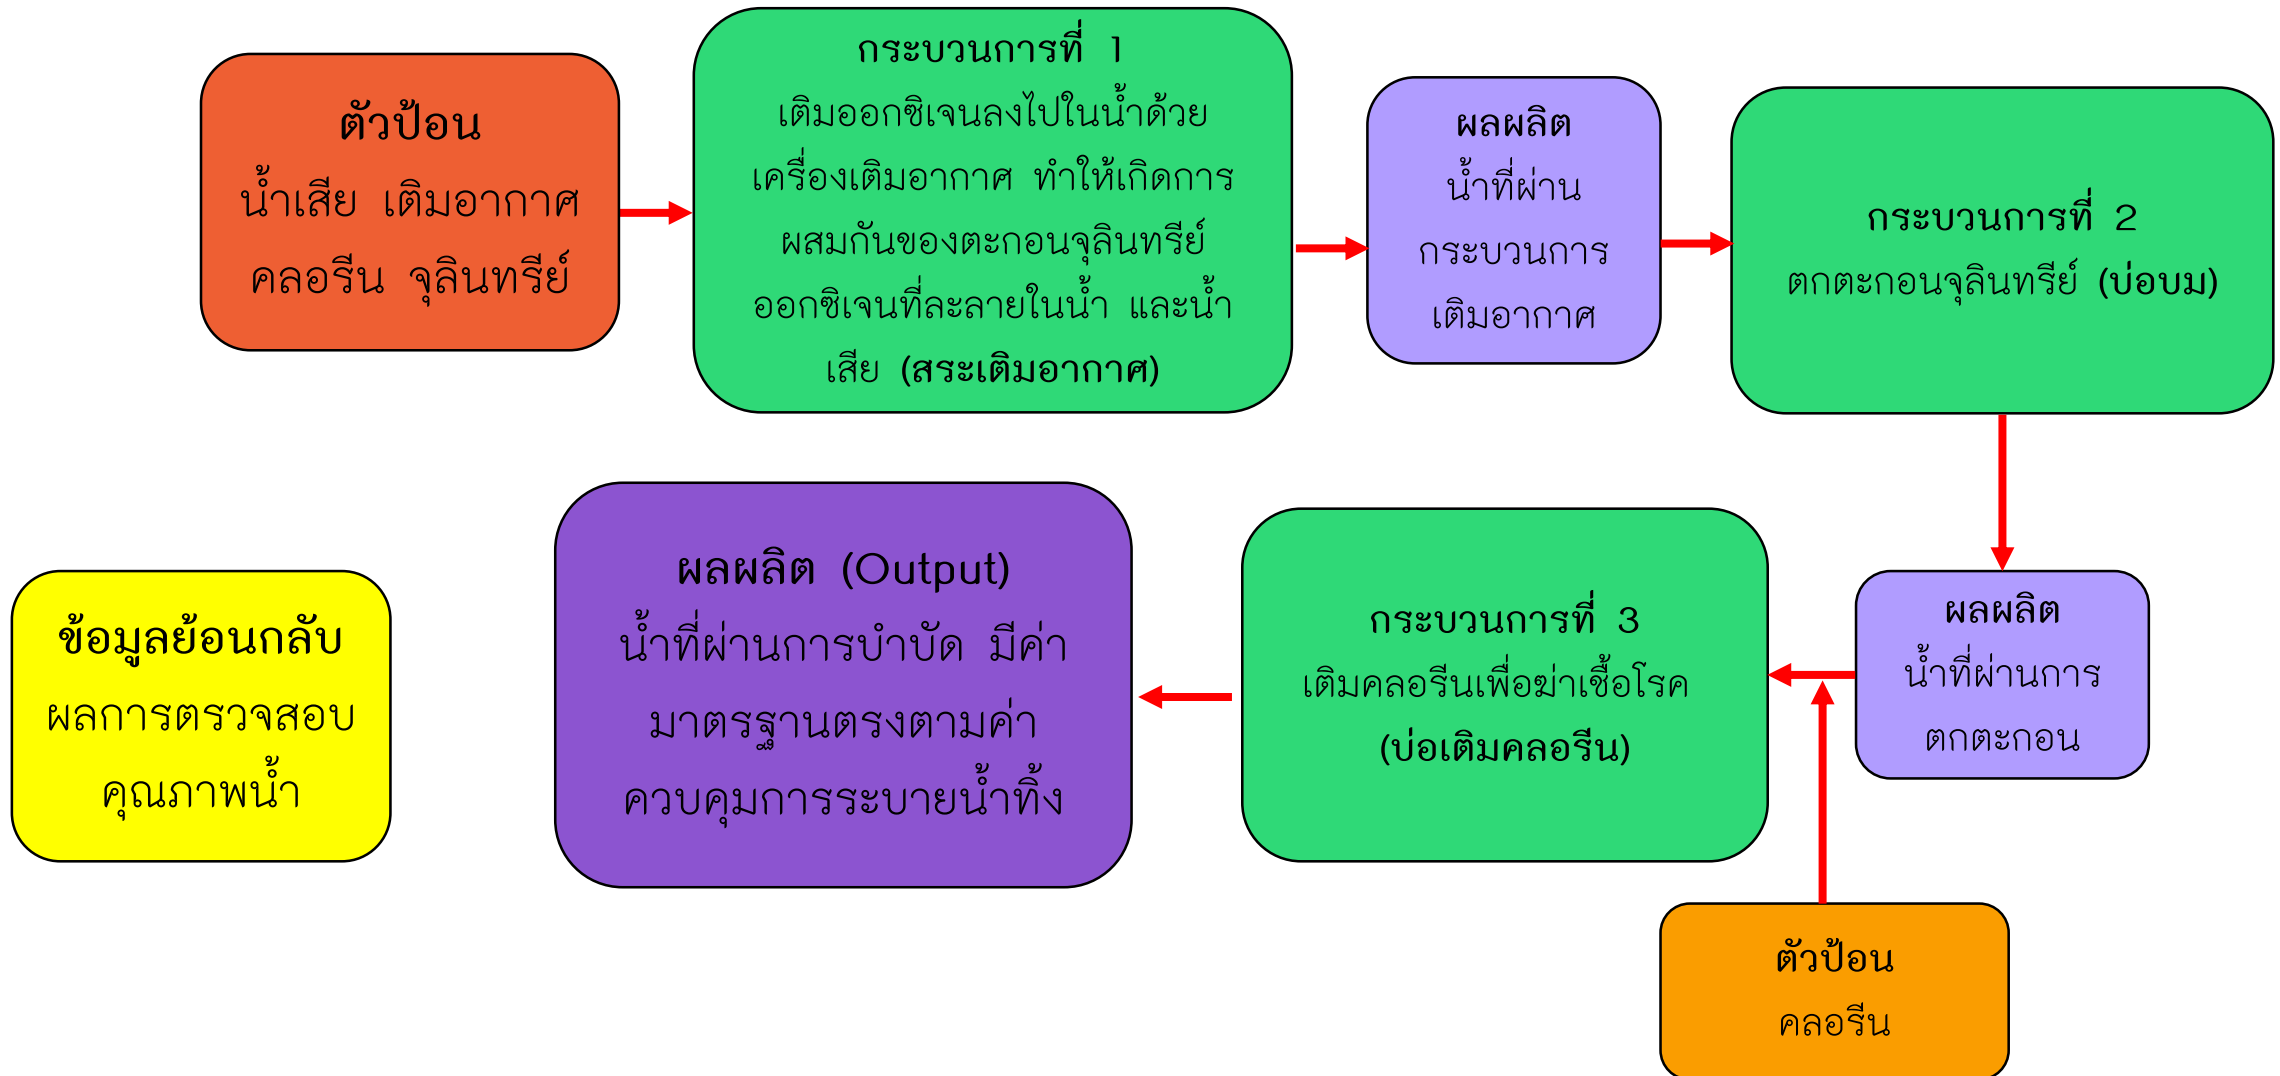 ตัวป้อน
น้ำเสีย เติมอากาศ
คลอรีน จุลินทรีย์
กระบวนการที่ 1
เติมออกซิเจนลงไปในน้ำด้วย
เครื่องเติมอากาศ ทำให้เกิดการ
ผสมกันของตะกอนจุลินทรีย์
ออกซิเจนที่ละลายในน้ำ และน้ำ
เสีย (สระเติมอากาศ)
ผลผลิต
น้ำที่ผ่าน
กระบวนการ
เติมอากาศ
กระบวนการที่ 2
ตกตะกอนจุลินทรีย์ (บ่อบม)
ผลผลิต
น้ำที่ผ่านการ
ตกตะกอน
ตัวป้อน
คลอรีน
กระบวนการที่ 3
เติมคลอรีนเพื่อฆ่าเชื้อโรค
(บ่อเติมคลอรีน)
ผลผลิต (Output)
น้ำที่ผ่านการบำบัด มีค่า
มาตรฐานตรงตามค่า
ควบคุมการระบายน้ำทิ้ง
ข้อมูลย้อนกลับ
ผลการตรวจสอบ
คุณภาพน้ำ